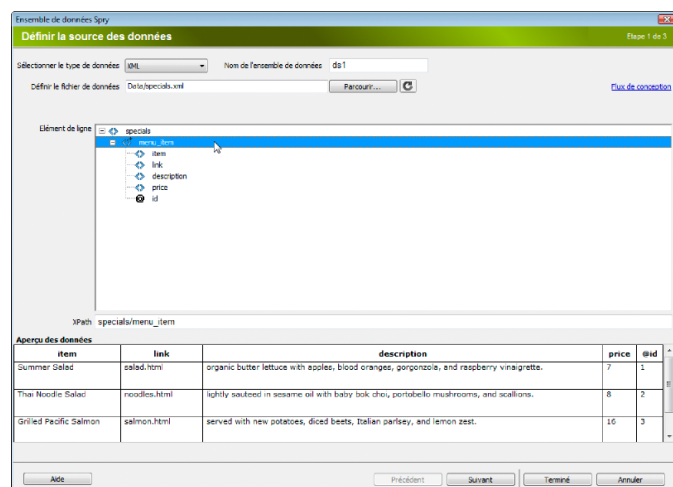 Ensemble de données Spry
Définir la source des données
Etape 1 de 3
Sélectionner le type de données XML Nom de l'ensemble de données ds1
Définir le fichier de données Data/specials.xml Parcourir... Flux de conception
Elément de ligne
specials
menu_item
item
link
description
price
id
XPath specials/menu_item
Aperçu des données
item link description price @id
Summer Salad salad.html organic butter lettuce with apples, blood oranges, gorgonzola, and raspberry vinaigrette. 7 1
Thai Noodle Salad noodles.html lightly sauteed in sesame oil with baby bok choi, portobello mushrooms, and scallions. 8 2
Grilled Pacific Salmon salmon.html served with new potatoes, diced beets, Italian parlsey, and lemon zest. 16 3
Aide Précédent Suivant Terminé Annuler